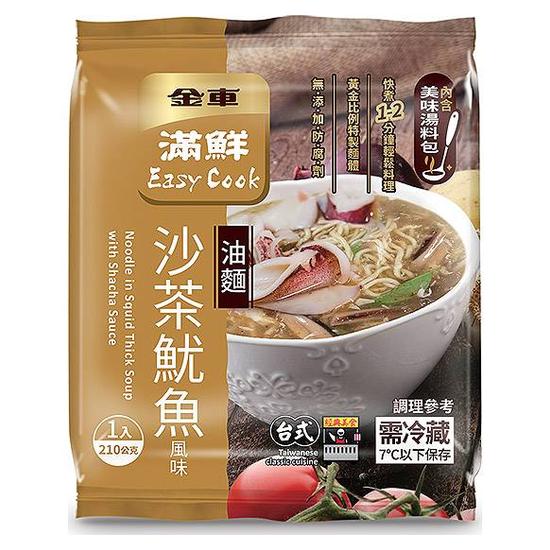 金車
滿鮮
Easy Cook
油麵
沙茶魷魚風味
Noodle in Squid Thick Soup
with Shacha Sauce
1入
210公克
內含
美味湯料包
快煮1-2分鐘輕鬆料理
黃金比例特製麵體
無・添・加・防・腐・劑
台式
經典美食
Taiwanese
classic cuisine
調理參考
需冷藏
7°C以下保存